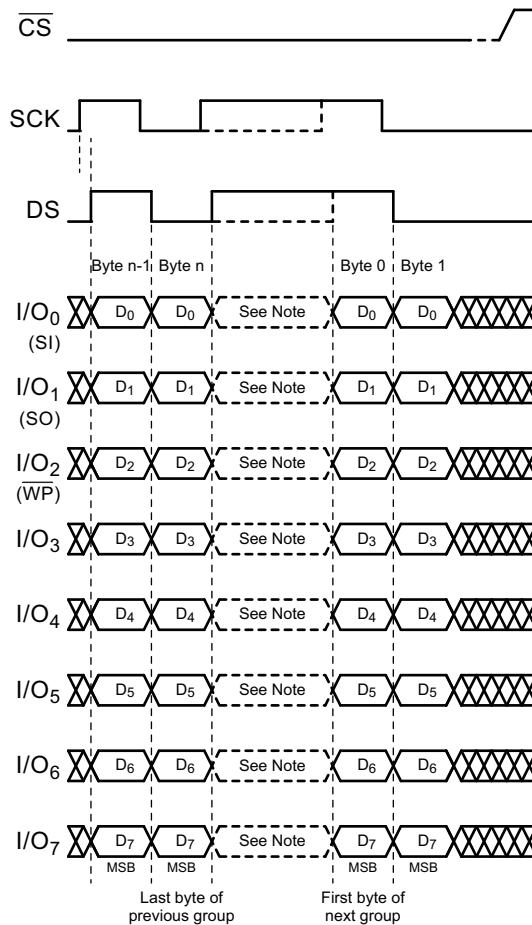 CS
SCK
DS
Byte n-1 Byte n Byte 0 Byte 1
I/O0 D0 D0 See Note D0 D0
(SI)
I/O1 D1 D1 See Note D1 D1
(SO)
I/O2 D2 D2 See Note D2 D2
(WP)
I/O3 D3 D3 See Note D3 D3
I/O4 D4 D4 See Note D4 D4
I/O5 D5 D5 See Note D5 D5
I/O6 D6 D6 See Note D6 D6
I/O7 D7 D7 See Note D7 D7
MSB MSB MSB MSB
Last byte of First byte of
previous group next group